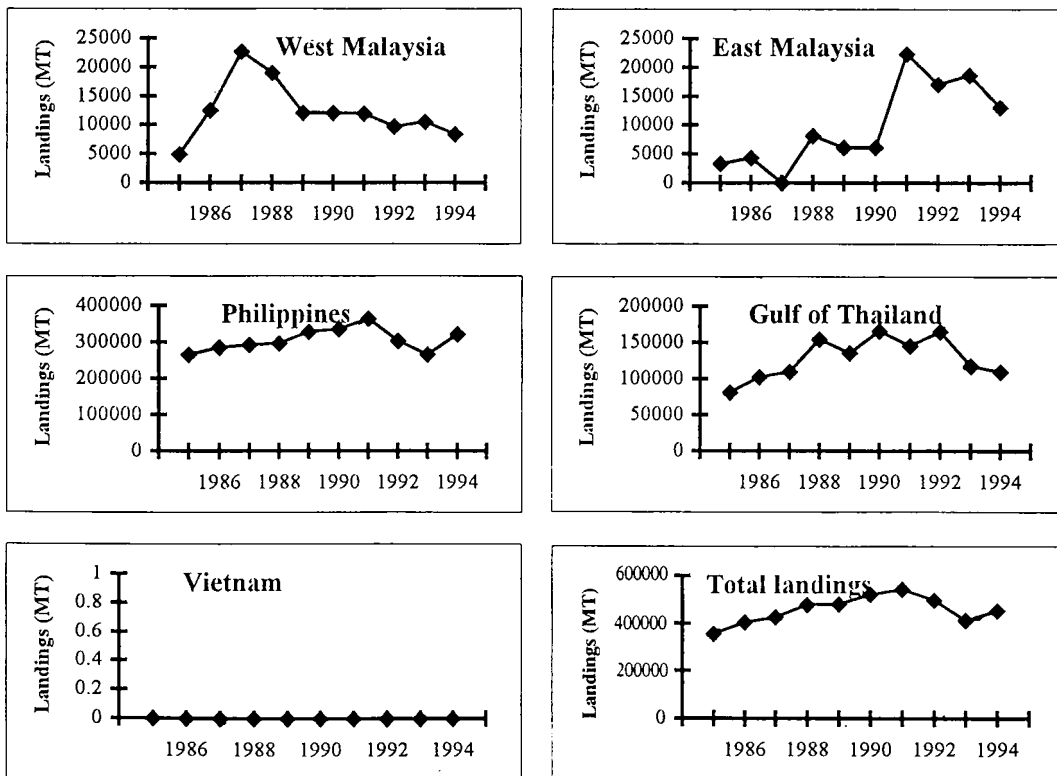 West Malaysia
Landings (MT)
25000
20000
15000
10000
5000
0
1986 1988 1990 1992 1994
East Malaysia
Landings (MT)
25000
20000
15000
10000
5000
0
1986 1988 1990 1992 1994
Philippines
Landings (MT)
400000
300000
200000
100000
0
1986 1988 1990 1992 1994
Gulf of Thailand
Landings (MT)
200000
150000
100000
50000
0
1986 1988 1990 1992 1994
Vietnam
Landings (MT)
1
0.8
0.6
0.4
0.2
0
1986 1988 1990 1992 1994
Total landings
Landings (MT)
600000
400000
200000
0
1986 1988 1990 1992 1994